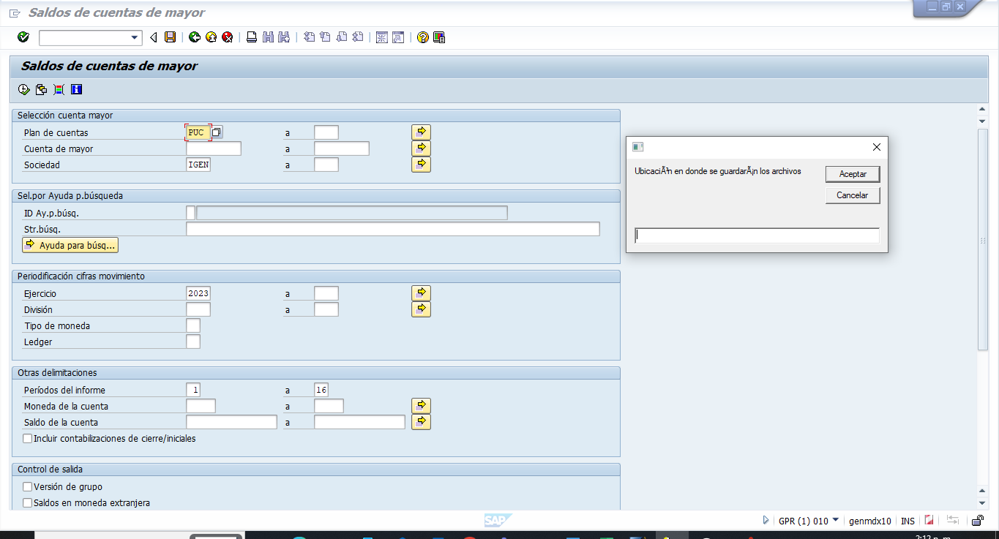 Saldos de cuentas de mayor
Saldos de cuentas de mayor
Selección cuenta mayor
Plan de cuentas PUC a
Cuenta de mayor a
Sociedad IGEN a
Sel.por Ayuda p.búsqueda
ID Ay.p.búsq.
Str.búsq.
Ayuda para búsq...
Periodificación cifras movimiento
Ejercicio 2023 a
División a
Tipo de moneda
Ledger
Otras delimitaciones
Períodos del informe 1 a 16
Moneda de la cuenta a
Saldo de la cuenta a
Incluir contabilizaciones de cierre/iniciales
Control de salida
Versión de grupo
Saldos en moneda extranjera
UbicaciÃ³n en donde se guardarÃ¡n los archivos
Aceptar
Cancelar
SAP
GPR (1) 010 genmdx10 INS
2:12 p. m.